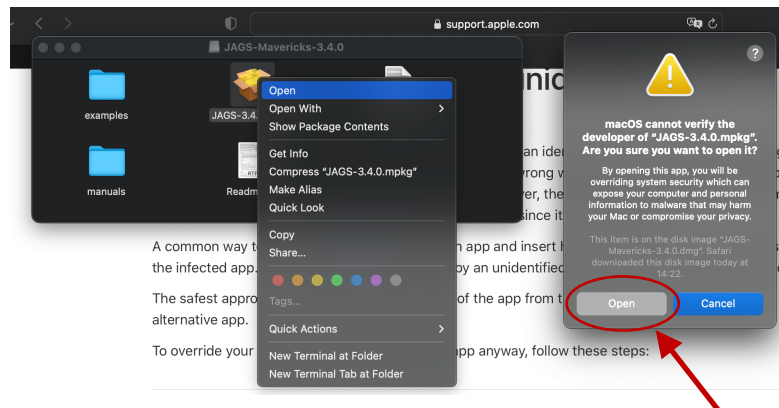 support.apple.com
JAGS-Mavericks-3.4.0
examples
JAGS-3.4.
manuals
RTF
Readm
Open
Open With
Show Package Contents
Get Info
Compress “JAGS-3.4.0.mpkg”
Make Alias
Quick Look
Copy
Share...
Tags...
Quick Actions
New Terminal at Folder
New Terminal Tab at Folder
?
macOS cannot verify the
developer of “JAGS-3.4.0.mpkg”.
Are you sure you want to open it?
By opening this app, you will be
overriding system security which can
expose your computer and personal
information to malware that may harm
your Mac or compromise your privacy.
This item is on the disk image “JAGS-
Mavericks-3.4.0.dmg”. Safari
downloaded this disk image today at
14:22.
Open
Cancel
unid
an iden
rong w
er, the
since it
A common way t n app and insert h
the infected app. by an unidentified
The safest appro of the app from t
alternative app.
To override your app anyway, follow these steps: